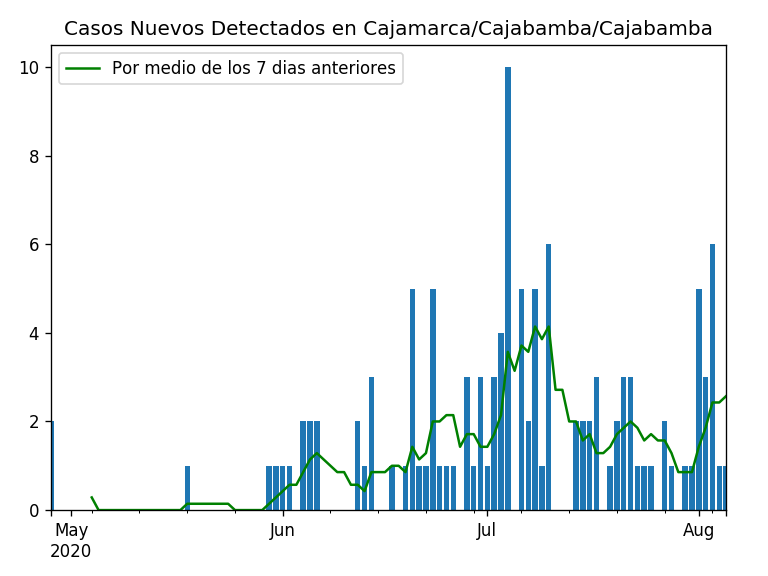 Casos Nuevos Detectados en Cajamarca/Cajabamba/Cajabamba
Por medio de los 7 dias anteriores
10
8
6
4
2
0
May Jun Jul Aug
2020